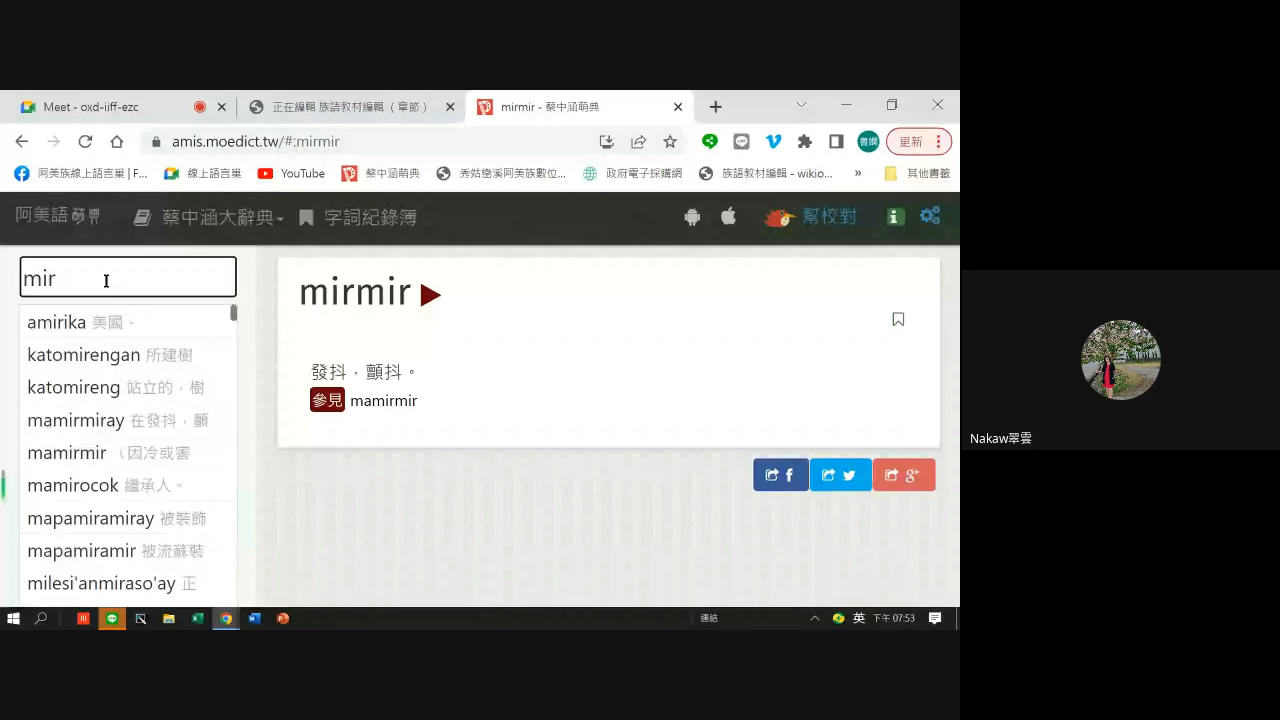 Meet - oxd-iiff-ezc
正在編輯 族語教材編輯（章節）
mirmir - 蔡中涵萌典
amis.moedict.tw/#:mirmir
書嫻
更新
阿美族線上語言巢 | F...
線上語言巢
YouTube
蔡中涵萌典
秀姑巒溪阿美族數位...
政府電子採購網
族語教材編輯 - wikio...
»
其他書籤
阿美語萌典
蔡中涵大辭典
字詞紀錄簿
幫校對
mir
mirmir
amirika 美國、
katomirengan 所建樹
katomireng 站立的，樹
mamirmiray 在發抖，顫
mamirmir （因冷或害
mamirocok 繼承人。
mapamiramiray 被裝飾
mapamiramir 被流蘇裝
milesi'anmiraso'ay 正
發抖，顫抖。
參見 mamirmir
f
g+
Nakaw翠雲
連結
英
下午 07:53